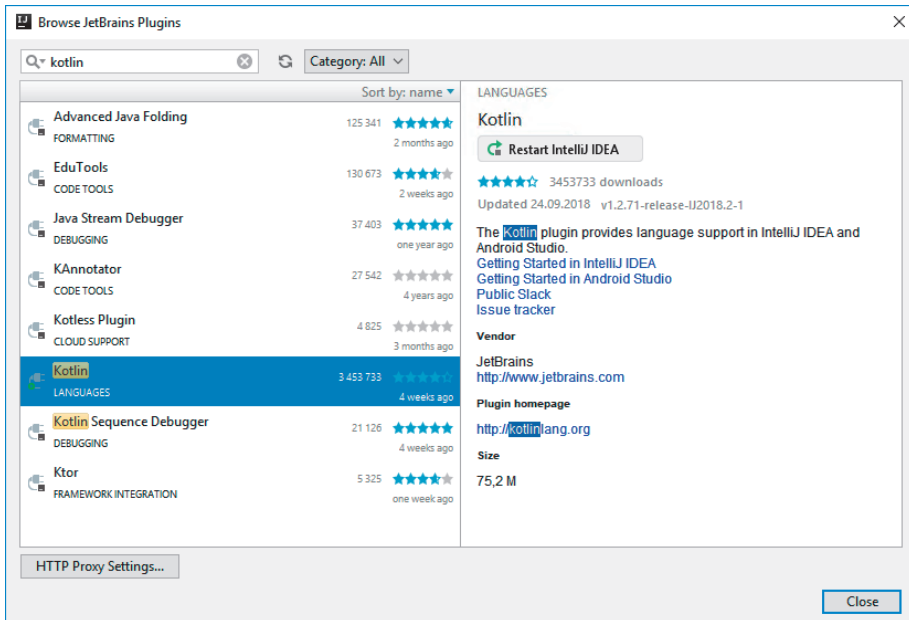 IJ Browse JetBrains Plugins
kotlin
Category: All
Sort by: name
Advanced Java Folding
125 341
FORMATTING
2 months ago
EduTools
130 673
CODE TOOLS
2 weeks ago
Java Stream Debugger
37 403
DEBUGGING
one year ago
KAnnotator
27 542
CODE TOOLS
4 years ago
Kotless Plugin
4 825
CLOUD SUPPORT
3 months ago
Kotlin
3 453 733
LANGUAGES
4 weeks ago
Kotlin Sequence Debugger
21 126
DEBUGGING
4 weeks ago
Ktor
5 325
FRAMEWORK INTEGRATION
one week ago
LANGUAGES
Kotlin
Restart IntelliJ IDEA
3453733 downloads
Updated 24.09.2018 v1.2.71-release-IJ2018.2-1
The Kotlin plugin provides language support in IntelliJ IDEA and
Android Studio.
Getting Started in IntelliJ IDEA
Getting Started in Android Studio
Public Slack
Issue tracker
Vendor
JetBrains
http://www.jetbrains.com
Plugin homepage
http://kotlinlang.org
Size
75,2 M
HTTP Proxy Settings...
Close